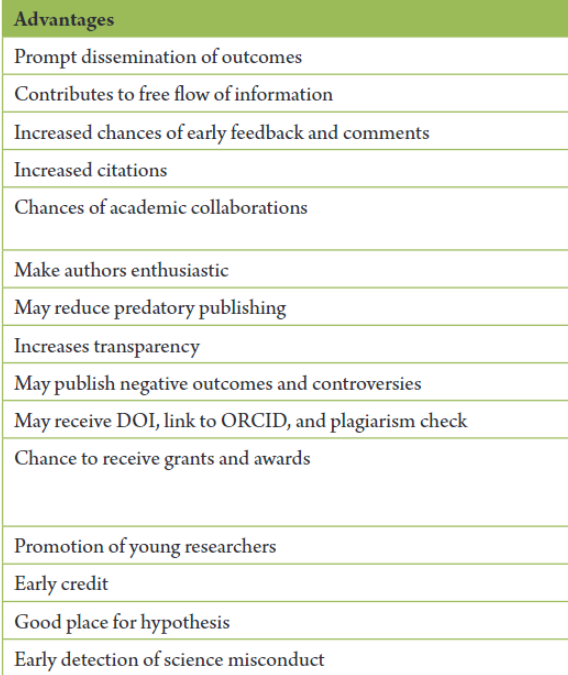 Advantages
Prompt dissemination of outcomes
Contributes to free flow of information
Increased chances of early feedback and comments
Increased citations
Chances of academic collaborations
Make authors enthusiastic
May reduce predatory publishing
Increases transparency
May publish negative outcomes and controversies
May receive DOI, link to ORCID, and plagiarism check
Chance to receive grants and awards
Promotion of young researchers
Early credit
Good place for hypothesis
Early detection of science misconduct